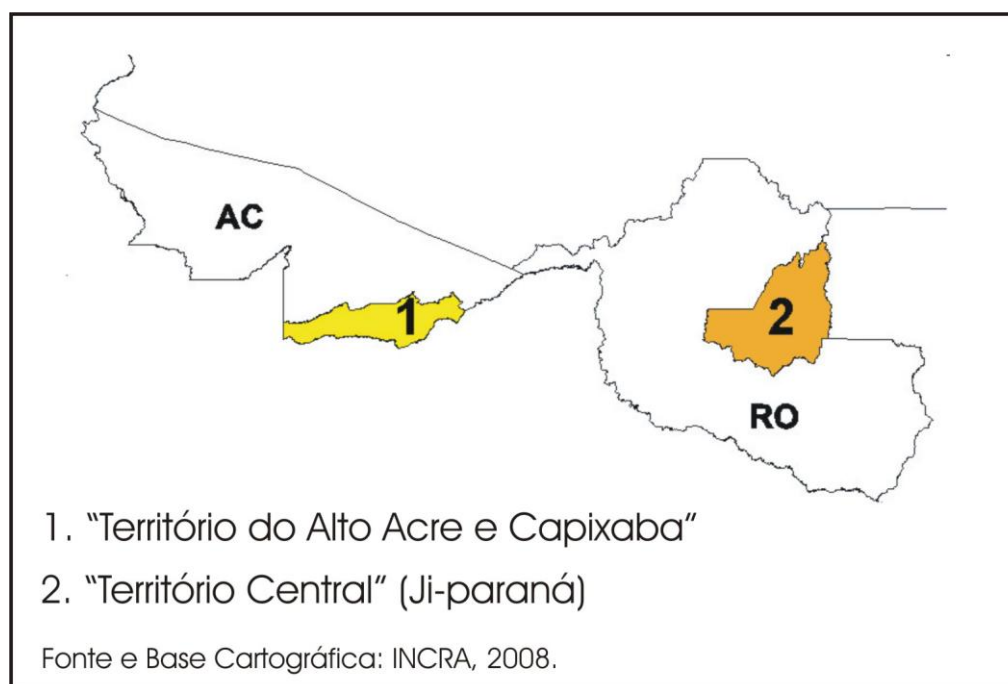 AC
1
2
RO
1. “Território do Alto Acre e Capixaba“
2. “Território Central” (Ji-paraná)
Fonte e Base Cartográfica: INCRA, 2008.